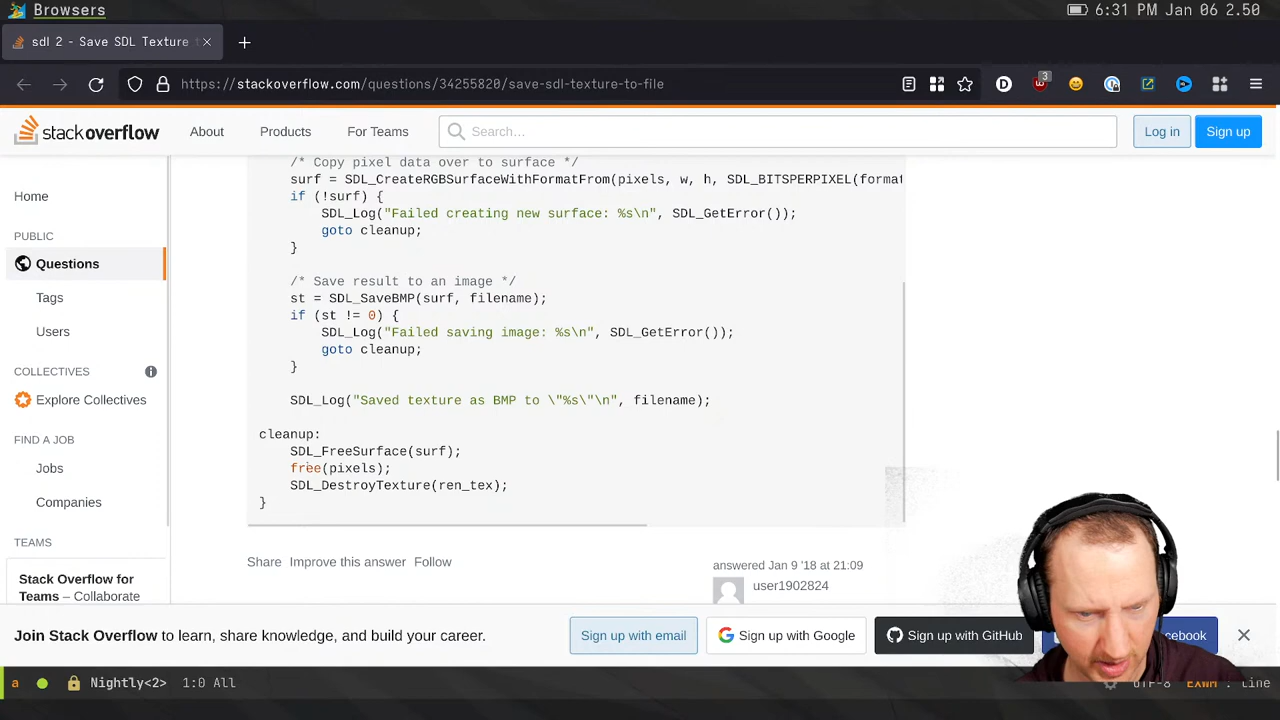 Browsers
6:31 PM Jan 06 2.50
sdl 2 - Save SDL Texture
https://stackoverflow.com/questions/34255820/save-sdl-texture-to-file
3
stackoverflow
About
Products
For Teams
Search…
Log in
Sign up
Home
PUBLIC
Questions
Tags
Users
COLLECTIVES
Explore Collectives
FIND A JOB
Jobs
Companies
TEAMS
Stack Overflow for
Teams – Collaborate
/* Copy pixel data over to surface */
surf = SDL_CreateRGBSurfaceWithFormatFrom(pixels, w, h, SDL_BITSPERPIXEL(format
if (!surf) {
SDL_Log("Failed creating new surface: %s\n", SDL_GetError());
goto cleanup;
}
/* Save result to an image */
st = SDL_SaveBMP(surf, filename);
if (st != 0) {
SDL_Log("Failed saving image: %s\n", SDL_GetError());
goto cleanup;
}
SDL_Log("Saved texture as BMP to \"%s\"\n", filename);
cleanup:
SDL_FreeSurface(surf);
free(pixels);
SDL_DestroyTexture(ren_tex);
}
Share Improve this answer Follow
answered Jan 9 '18 at 21:09
user1902824
Join Stack Overflow to learn, share knowledge, and build your career.
Sign up with email
Sign up with Google
Sign up with GitHub
cebook
a Nightly<2> 1:0 All
UTF-8 EXWM : line